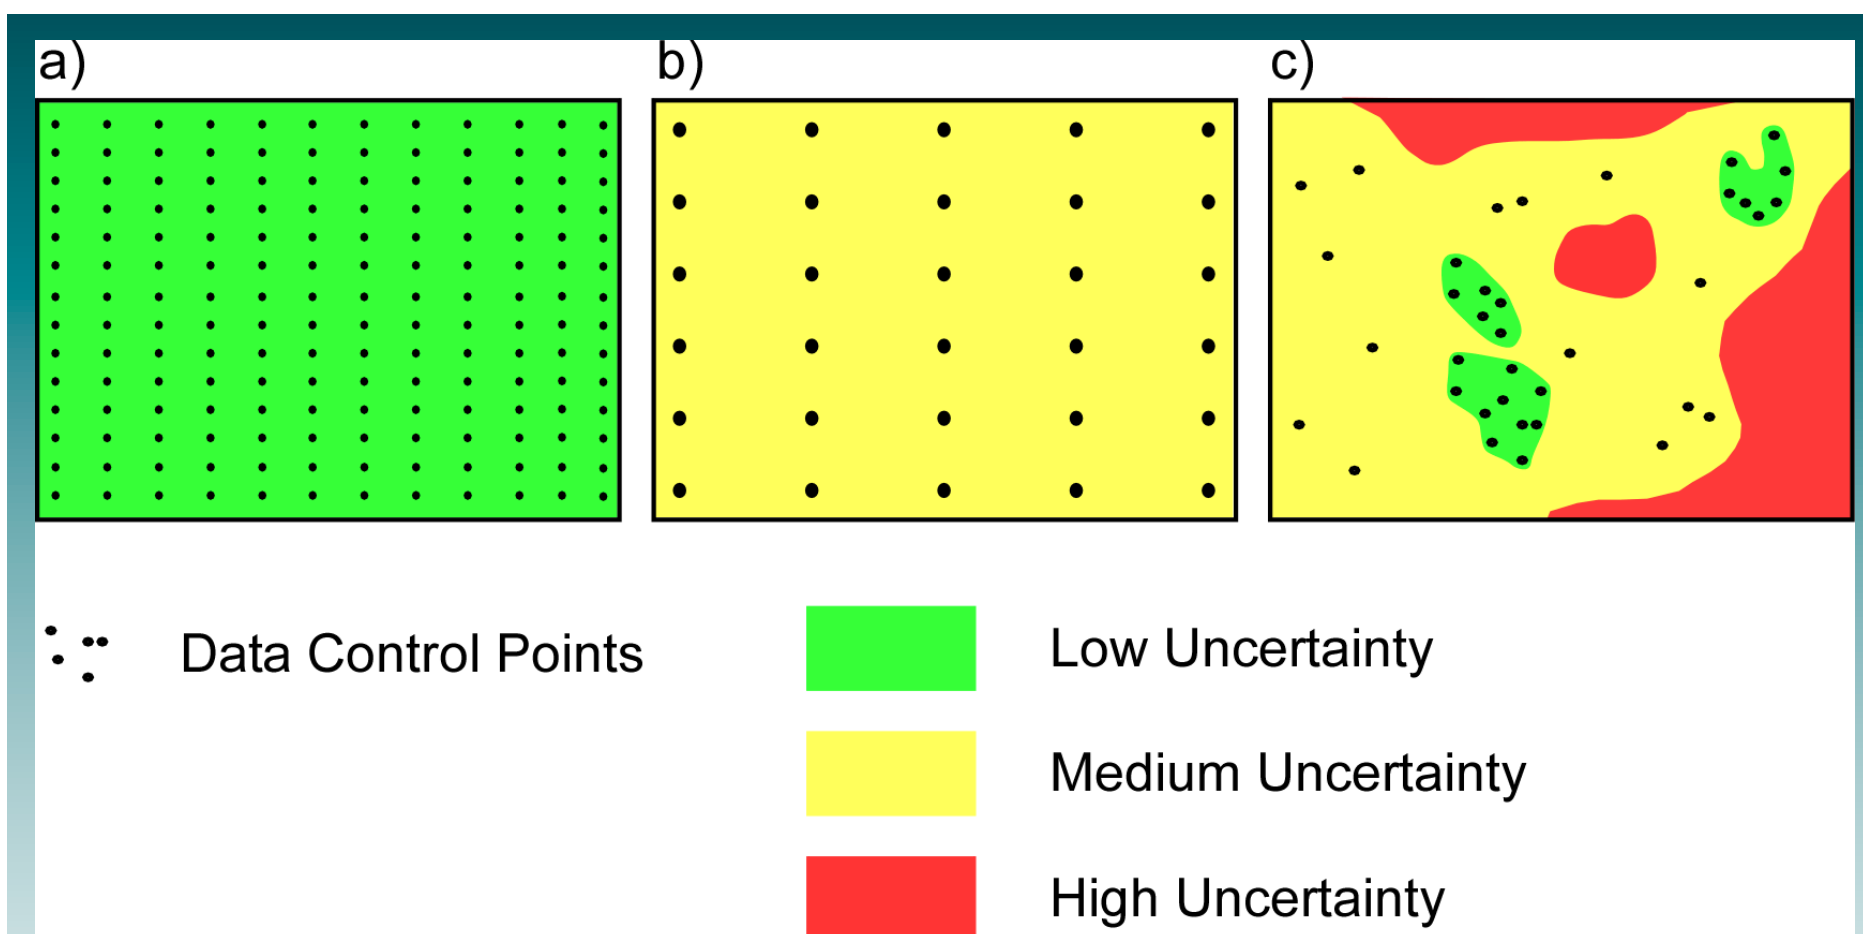 a)
b)
c)
Data Control Points
Low Uncertainty
Medium Uncertainty
High Uncertainty